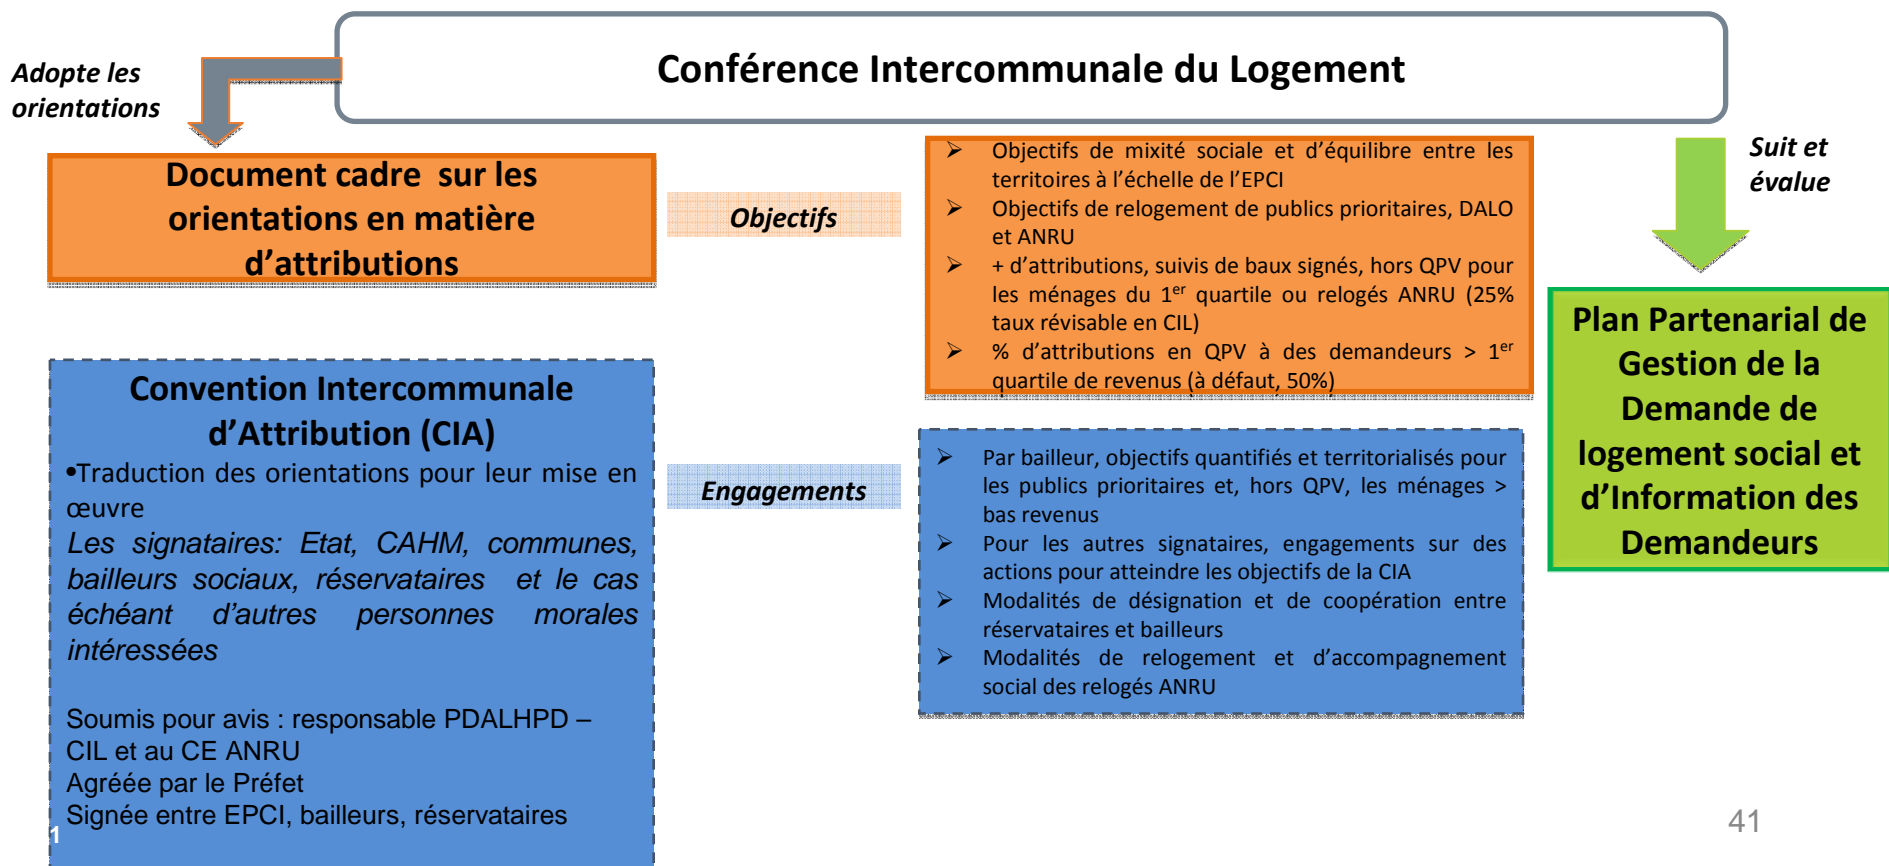 Conférence Intercommunale du Logement
Adopte les
orientations
Document cadre sur les
orientations en matière
d’attributions
Objectifs
➢ Objectifs de mixité sociale et d’équilibre entre les
territoires à l’échelle de l’EPCI
➢ Objectifs de relogement de publics prioritaires, DALO
et ANRU
➢ + d’attributions, suivis de baux signés, hors QPV pour
les ménages du 1er quartile ou relogés ANRU (25%
taux révisable en CIL)
➢ % d’attributions en QPV à des demandeurs > 1er
quartile de revenus (à défaut, 50%)
Suit et
évalue
Plan Partenarial de
Gestion de la
Demande de
logement social et
d’Information des
Demandeurs
Convention Intercommunale
d’Attribution (CIA)
•Traduction des orientations pour leur mise en
œuvre
Les signataires: Etat, CAHM, communes,
bailleurs sociaux, réservataires et le cas
échéant d’autres personnes morales
intéressées
Soumis pour avis : responsable PDALHPD –
CIL et au CE ANRU
Agréée par le Préfet
Signée entre EPCI, bailleurs, réservataires
1
Engagements
➢ Par bailleur, objectifs quantifiés et territorialisés pour
les publics prioritaires et, hors QPV, les ménages >
bas revenus
➢ Pour les autres signataires, engagements sur des
actions pour atteindre les objectifs de la CIA
➢ Modalités de désignation et de coopération entre
réservataires et bailleurs
➢ Modalités de relogement et d’accompagnement
social des relogés ANRU
41